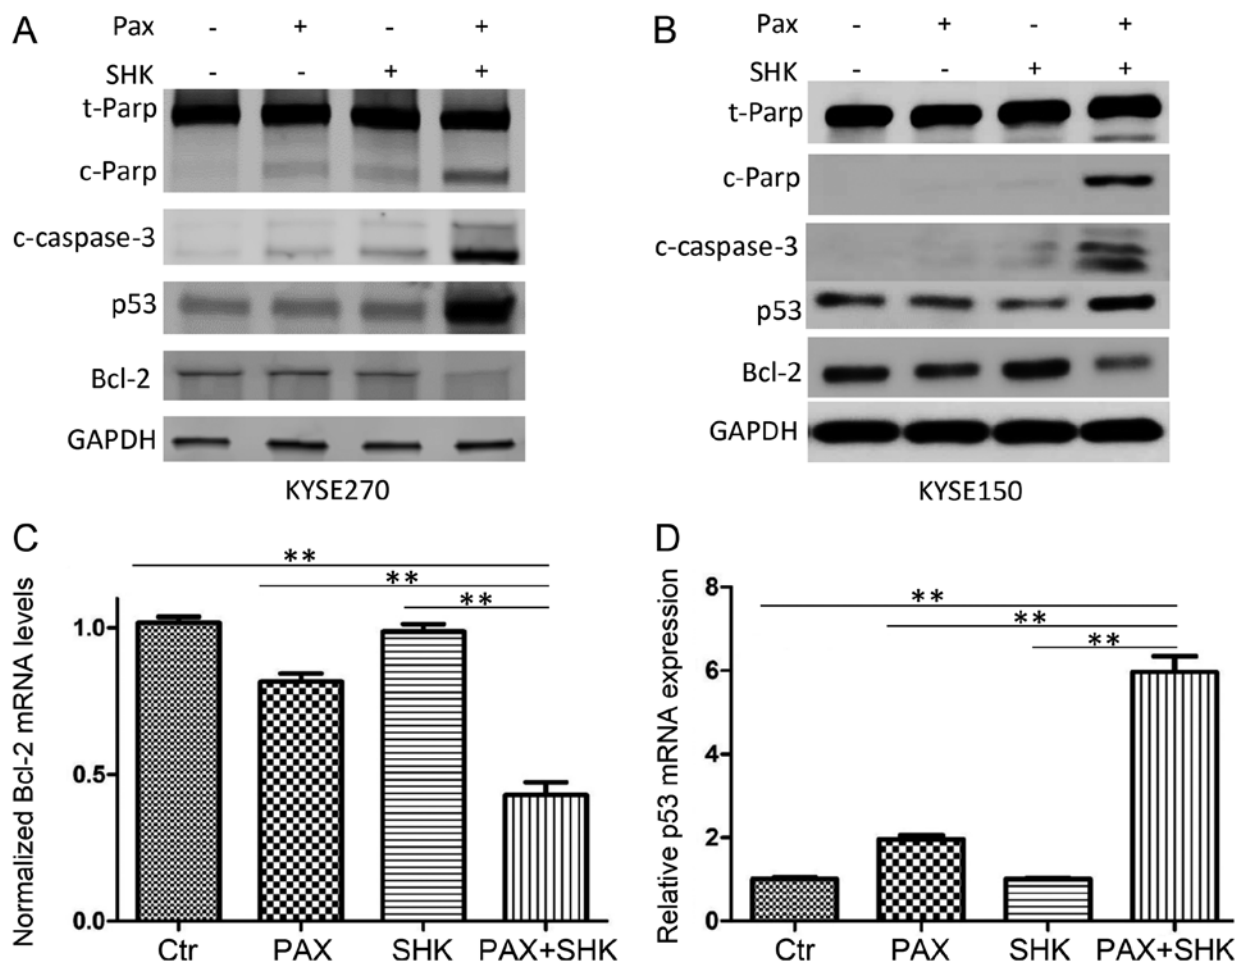 A
Pax - + - +
SHK - - + +
t-Parp
c-Parp
c-caspase-3
p53
Bcl-2
GAPDH
KYSE270
B
Pax - + - +
SHK - - + +
t-Parp
c-Parp
c-caspase-3
p53
Bcl-2
GAPDH
KYSE150
C
Normalized Bcl-2 mRNA levels
**
**
**
1.0
0.5
0.0
Ctr PAX SHK PAX+SHK
D
Relative p53 mRNA expression
**
**
**
8
6
4
2
0
Ctr PAX SHK PAX+SHK